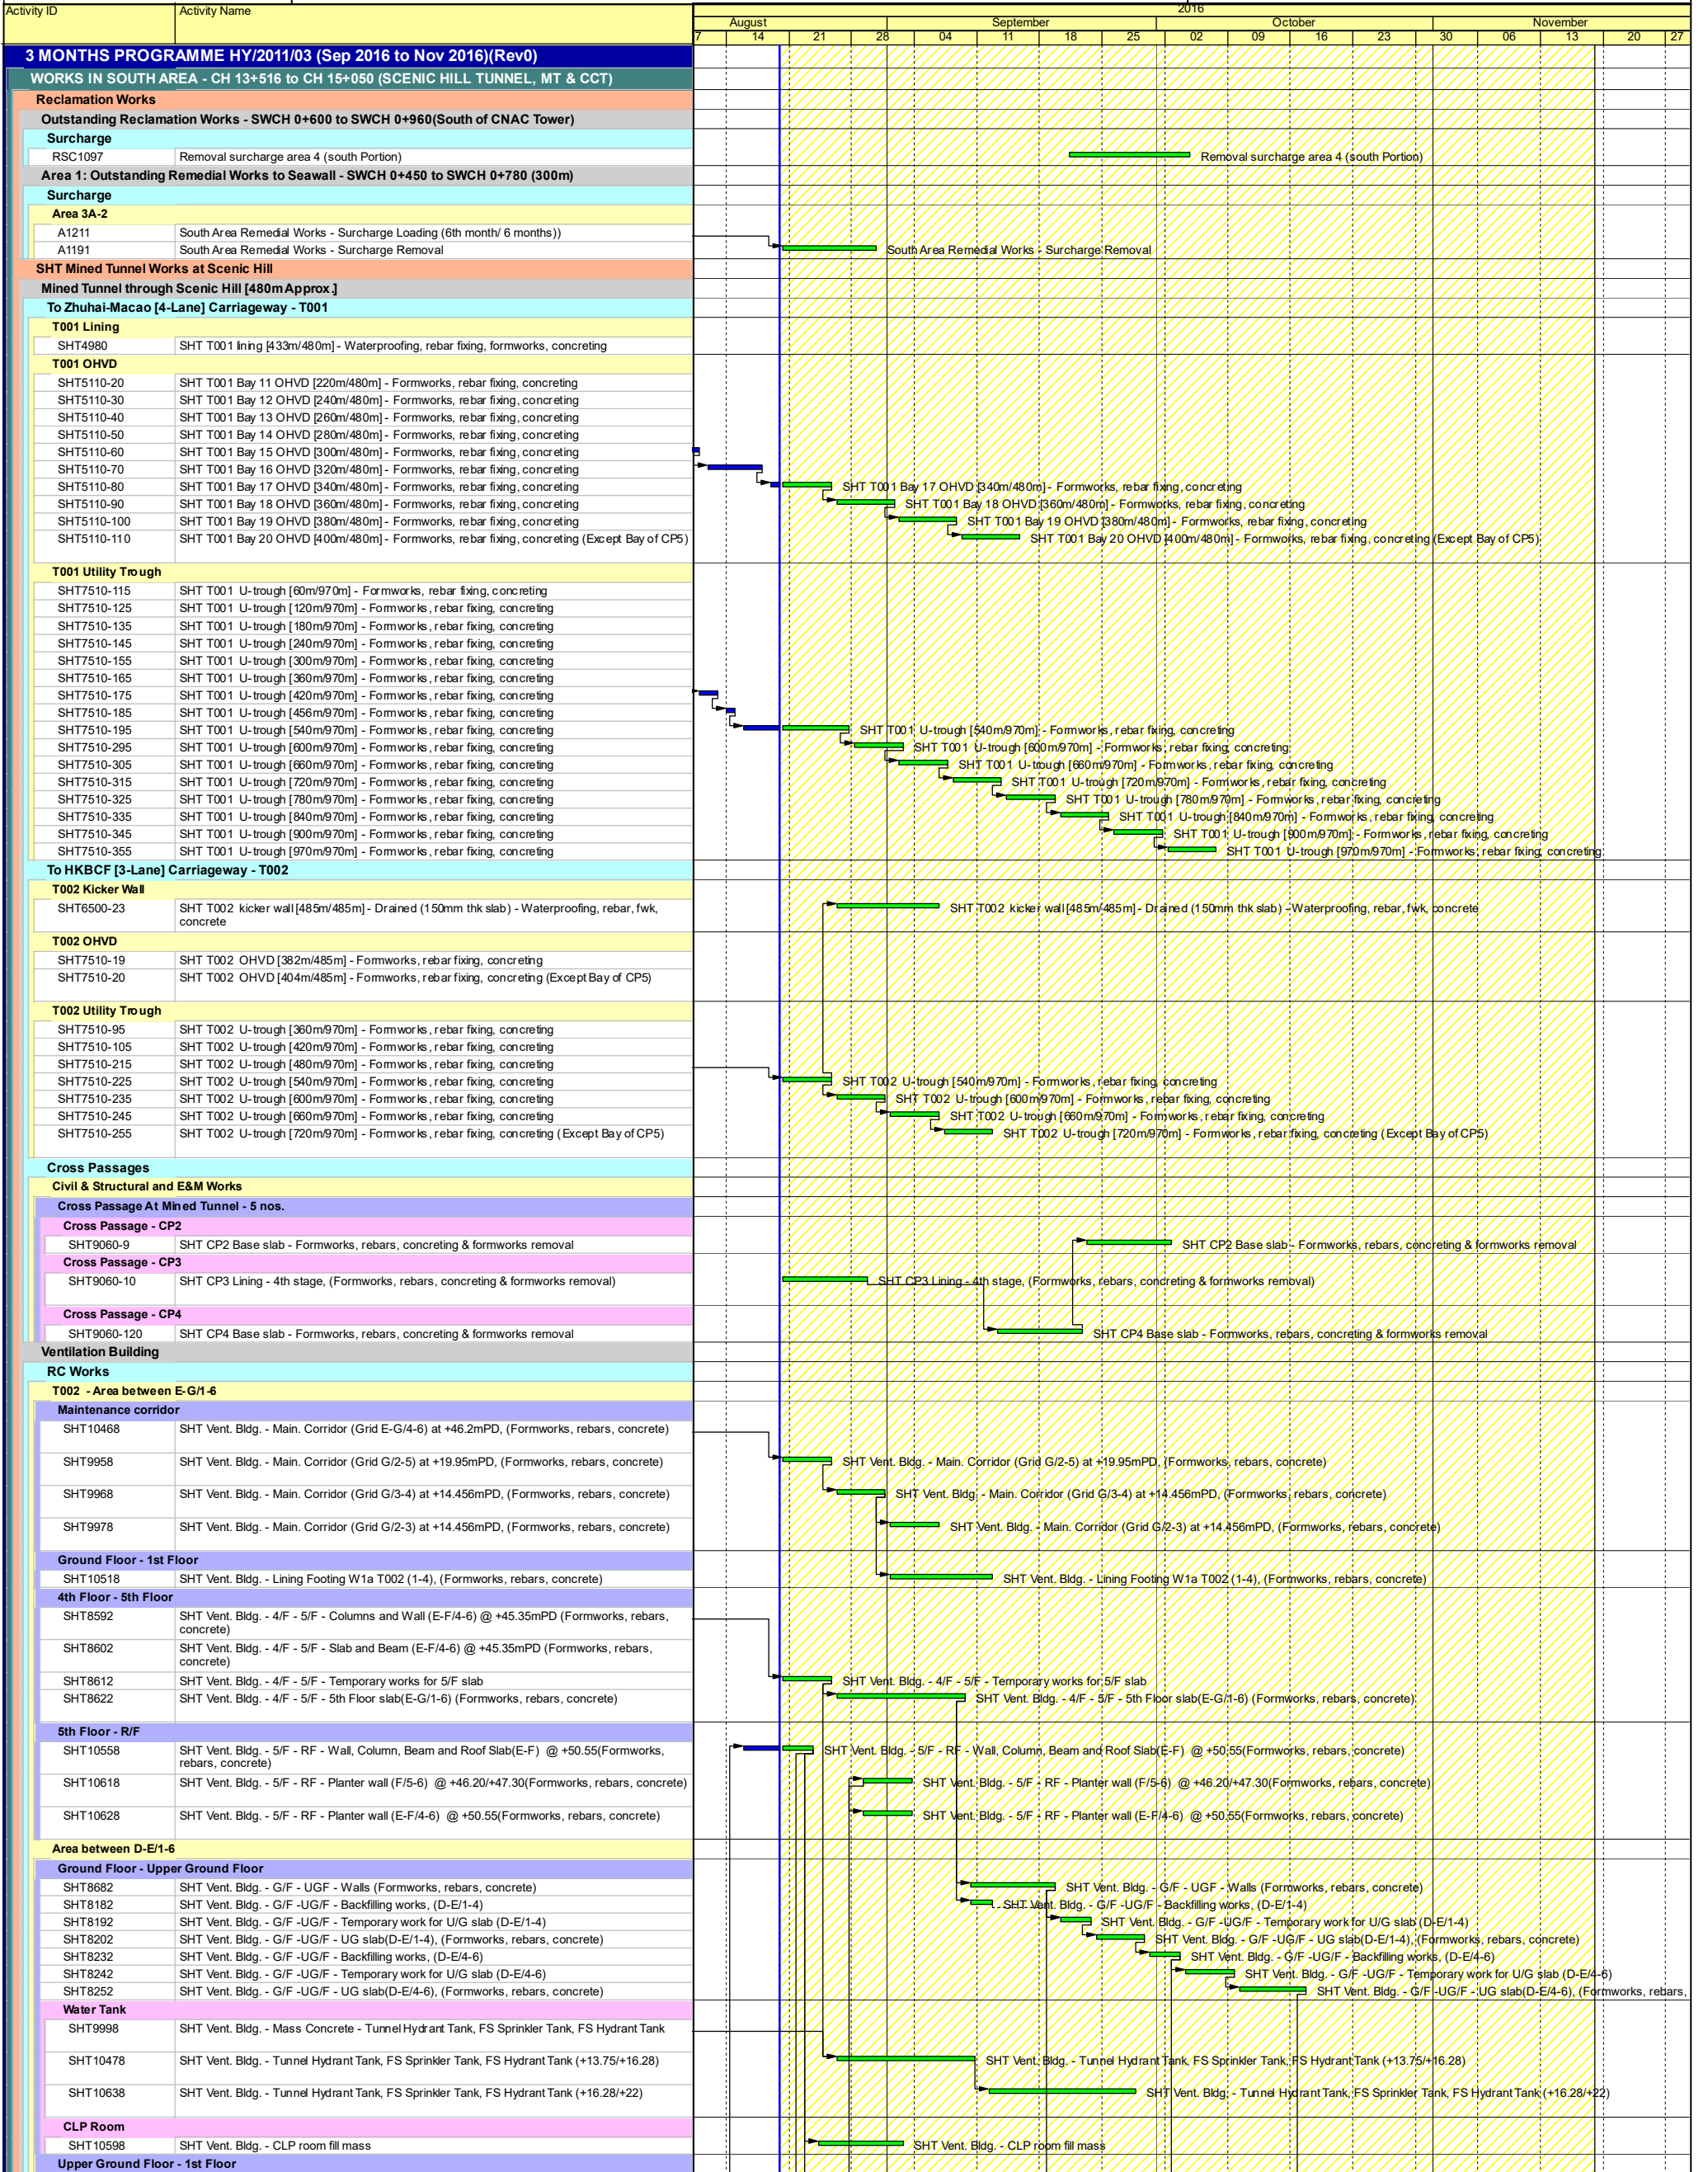 Activity ID Activity Name 2016
August September October November
7 14 21 28 04 11 18 25 02 09 16 23 30 06 13 20 27
3 MONTHS PROGRAMME HY/2011/03 (Sep 2016 to Nov 2016)(Rev0)
WORKS IN SOUTH AREA - CH 13+516 to CH 15+050 (SCENIC HILL TUNNEL, MT & CCT)
Reclamation Works
Outstanding Reclamation Works - SWCH 0+600 to SWCH 0+960(South of CNAC Tower)
Surcharge
RSC1097 Removal surcharge area 4 (south Portion) Removal surcharge area 4 (south Portion)
Area 1: Outstanding Remedial Works to Seawall - SWCH 0+450 to SWCH 0+780 (300m)
Surcharge
Area 3A-2
A1211 South Area Remedial Works - Surcharge Loading (6th month/ 6 months))
A1191 South Area Remedial Works - Surcharge Removal South Area Remedial Works - Surcharge Removal
SHT Mined Tunnel Works at Scenic Hill
Mined Tunnel through Scenic Hill [480m Approx.]
To Zhuhai-Macao [4-Lane] Carriageway - T001
T001 Lining
SHT4980 SHT T001 lining [433m/480m] - Waterproofing, rebar fixing, formworks, concreting
T001 OHVD
SHT5110-20 SHT T001 Bay 11 OHVD [220m/480m] - Formworks, rebar fixing, concreting
SHT5110-30 SHT T001 Bay 12 OHVD [240m/480m] - Formworks, rebar fixing, concreting
SHT5110-40 SHT T001 Bay 13 OHVD [260m/480m] - Formworks, rebar fixing, concreting
SHT5110-50 SHT T001 Bay 14 OHVD [280m/480m] - Formworks, rebar fixing, concreting
SHT5110-60 SHT T001 Bay 15 OHVD [300m/480m] - Formworks, rebar fixing, concreting
SHT5110-70 SHT T001 Bay 16 OHVD [320m/480m] - Formworks, rebar fixing, concreting
SHT5110-80 SHT T001 Bay 17 OHVD [340m/480m] - Formworks, rebar fixing, concreting SHT T001 Bay 17 OHVD [340m/480m] - Formworks, rebar fixing, concreting
SHT5110-90 SHT T001 Bay 18 OHVD [360m/480m] - Formworks, rebar fixing, concreting SHT T001 Bay 18 OHVD [360m/480m] - Formworks, rebar fixing, concreting
SHT5110-100 SHT T001 Bay 19 OHVD [380m/480m] - Formworks, rebar fixing, concreting SHT T001 Bay 19 OHVD [380m/480m] - Formworks, rebar fixing, concreting
SHT5110-110 SHT T001 Bay 20 OHVD [400m/480m] - Formworks, rebar fixing, concreting (Except Bay of CP5) SHT T001 Bay 20 OHVD [400m/480m] - Formworks, rebar fixing, concreting (Except Bay of CP5)
T001 Utility Trough
SHT7510-115 SHT T001 U-trough [60m/970m] - Formworks, rebar fixing, concreting
SHT7510-125 SHT T001 U-trough [120m/970m] - Formworks, rebar fixing, concreting
SHT7510-135 SHT T001 U-trough [180m/970m] - Formworks, rebar fixing, concreting
SHT7510-145 SHT T001 U-trough [240m/970m] - Formworks, rebar fixing, concreting
SHT7510-155 SHT T001 U-trough [300m/970m] - Formworks, rebar fixing, concreting
SHT7510-165 SHT T001 U-trough [360m/970m] - Formworks, rebar fixing, concreting
SHT7510-175 SHT T001 U-trough [420m/970m] - Formworks, rebar fixing, concreting
SHT7510-185 SHT T001 U-trough [456m/970m] - Formworks, rebar fixing, concreting
SHT7510-195 SHT T001 U-trough [540m/970m] - Formworks, rebar fixing, concreting SHT T001 U-trough [540m/970m] - Formworks, rebar fixing, concreting
SHT7510-295 SHT T001 U-trough [600m/970m] - Formworks, rebar fixing, concreting SHT T001 U-trough [600m/970m] - Formworks, rebar fixing, concreting
SHT7510-305 SHT T001 U-trough [660m/970m] - Formworks, rebar fixing, concreting SHT T001 U-trough [660m/970m] - Formworks, rebar fixing, concreting
SHT7510-315 SHT T001 U-trough [720m/970m] - Formworks, rebar fixing, concreting SHT T001 U-trough [720m/970m] - Formworks, rebar fixing, concreting
SHT7510-325 SHT T001 U-trough [780m/970m] - Formworks, rebar fixing, concreting SHT T001 U-trough [780m/970m] - Formworks, rebar fixing, concreting
SHT7510-335 SHT T001 U-trough [840m/970m] - Formworks, rebar fixing, concreting SHT T001 U-trough [840m/970m] - Formworks, rebar fixing, concreting
SHT7510-345 SHT T001 U-trough [900m/970m] - Formworks, rebar fixing, concreting SHT T001 U-trough [900m/970m] - Formworks, rebar fixing, concreting
SHT7510-355 SHT T001 U-trough [970m/970m] - Formworks, rebar fixing, concreting SHT T001 U-trough [970m/970m] - Formworks, rebar fixing, concreting
To HKBCF [3-Lane] Carriageway - T002
T002 Kicker Wall
SHT6500-23 SHT T002 kicker wall [485m/485m] - Drained (150mm thk slab) - Waterproofing, rebar, fwk, SHT T002 kicker wall [485m/485m] - Drained (150mm thk slab) - Waterproofing, rebar, fwk, concrete
concrete
T002 OHVD
SHT7510-19 SHT T002 OHVD [382m/485m] - Formworks, rebar fixing, concreting
SHT7510-20 SHT T002 OHVD [404m/485m] - Formworks, rebar fixing, concreting (Except Bay of CP5)
T002 Utility Trough
SHT7510-95 SHT T002 U-trough [360m/970m] - Formworks, rebar fixing, concreting
SHT7510-105 SHT T002 U-trough [420m/970m] - Formworks, rebar fixing, concreting
SHT7510-215 SHT T002 U-trough [480m/970m] - Formworks, rebar fixing, concreting
SHT7510-225 SHT T002 U-trough [540m/970m] - Formworks, rebar fixing, concreting SHT T002 U-trough [540m/970m] - Formworks, rebar fixing, concreting
SHT7510-235 SHT T002 U-trough [600m/970m] - Formworks, rebar fixing, concreting SHT T002 U-trough [600m/970m] - Formworks, rebar fixing, concreting
SHT7510-245 SHT T002 U-trough [660m/970m] - Formworks, rebar fixing, concreting SHT T002 U-trough [660m/970m] - Formworks, rebar fixing, concreting
SHT7510-255 SHT T002 U-trough [720m/970m] - Formworks, rebar fixing, concreting (Except Bay of CP5) SHT T002 U-trough [720m/970m] - Formworks, rebar fixing, concreting (Except Bay of CP5)
Cross Passages
Civil & Structural and E&M Works
Cross Passage At Mined Tunnel - 5 nos.
Cross Passage - CP2
SHT9060-9 SHT CP2 Base slab - Formworks, rebars, concreting & formworks removal SHT CP2 Base slab - Formworks, rebars, concreting & formworks removal
Cross Passage - CP3
SHT9060-10 SHT CP3 Lining - 4th stage, (Formworks, rebars, concreting & formworks removal) SHT CP3 Lining - 4th stage, (Formworks, rebars, concreting & formworks removal)
Cross Passage - CP4
SHT9060-120 SHT CP4 Base slab - Formworks, rebars, concreting & formworks removal SHT CP4 Base slab - Formworks, rebars, concreting & formworks removal
Ventilation Building
RC Works
T002 - Area between E-G/1-6
Maintenance corridor
SHT10468 SHT Vent. Bldg. - Main. Corridor (Grid E-G/4-6) at +46.2mPD, (Formworks, rebars, concrete)
SHT9958 SHT Vent. Bldg. - Main. Corridor (Grid G/2-5) at +19.95mPD, (Formworks, rebars, concrete) SHT Vent. Bldg. - Main. Corridor (Grid G/2-5) at +19.95mPD, (Formworks, rebars, concrete)
SHT9968 SHT Vent. Bldg. - Main. Corridor (Grid G/3-4) at +14.456mPD, (Formworks, rebars, concrete) SHT Vent. Bldg. - Main. Corridor (Grid G/3-4) at +14.456mPD, (Formworks, rebars, concrete)
SHT9978 SHT Vent. Bldg. - Main. Corridor (Grid G/2-3) at +14.456mPD, (Formworks, rebars, concrete) SHT Vent. Bldg. - Main. Corridor (Grid G/2-3) at +14.456mPD, (Formworks, rebars, concrete)
Ground Floor - 1st Floor
SHT10518 SHT Vent. Bldg. - Lining Footing W1a T002 (1-4), (Formworks, rebars, concrete) SHT Vent. Bldg. - Lining Footing W1a T002 (1-4), (Formworks, rebars, concrete)
4th Floor - 5th Floor
SHT8592 SHT Vent. Bldg. - 4/F - 5/F - Columns and Wall (E-F/4-6) @ +45.35mPD (Formworks, rebars,
concrete)
SHT8602 SHT Vent. Bldg. - 4/F - 5/F - Slab and Beam (E-F/4-6) @ +45.35mPD (Formworks, rebars,
concrete)
SHT8612 SHT Vent. Bldg. - 4/F - 5/F - Temporary works for 5/F slab SHT Vent. Bldg. - 4/F - 5/F - Temporary works for 5/F slab
SHT8622 SHT Vent. Bldg. - 4/F - 5/F - 5th Floor slab(E-G/1-6) (Formworks, rebars, concrete) SHT Vent. Bldg. - 4/F - 5/F - 5th Floor slab(E-G/1-6) (Formworks, rebars, concrete)
5th Floor - R/F
SHT10558 SHT Vent. Bldg. - 5/F - RF - Wall, Column, Beam and Roof Slab(E-F) @ +50.55(Formworks, SHT Vent. Bldg. - 5/F - RF - Wall, Column, Beam and Roof Slab(E-F) @ +50.55(Formworks, rebars, concrete)
rebars, concrete)
SHT10618 SHT Vent. Bldg. - 5/F - RF - Planter wall (F/5-6) @ +46.20/+47.30(Formworks, rebars, concrete) SHT Vent. Bldg. - 5/F - RF - Planter wall (F/5-6) @ +46.20/+47.30(Formworks, rebars, concrete)
SHT10628 SHT Vent. Bldg. - 5/F - RF - Planter wall (E-F/4-6) @ +50.55(Formworks, rebars, concrete) SHT Vent. Bldg. - 5/F - RF - Planter wall (E-F/4-6) @ +50.55(Formworks, rebars, concrete)
Area between D-E/1-6
Ground Floor - Upper Ground Floor
SHT8682 SHT Vent. Bldg. - G/F - UGF - Walls (Formworks, rebars, concrete) SHT Vent. Bldg. - G/F - UGF - Walls (Formworks, rebars, concrete)
SHT8182 SHT Vent. Bldg. - G/F -UG/F - Backfilling works, (D-E/1-4) SHT Vent. Bldg. - G/F -UG/F - Backfilling works, (D-E/1-4)
SHT8192 SHT Vent. Bldg. - G/F -UG/F - Temporary work for U/G slab (D-E/1-4) SHT Vent. Bldg. - G/F -UG/F - Temporary work for U/G slab (D-E/1-4)
SHT8202 SHT Vent. Bldg. - G/F -UG/F - UG slab(D-E/1-4), (Formworks, rebars, concrete) SHT Vent. Bldg. - G/F -UG/F - UG slab(D-E/1-4), (Formworks, rebars, concrete)
SHT8232 SHT Vent. Bldg. - G/F -UG/F - Backfilling works, (D-E/4-6) SHT Vent. Bldg. - G/F -UG/F - Backfilling works, (D-E/4-6)
SHT8242 SHT Vent. Bldg. - G/F -UG/F - Temporary work for U/G slab (D-E/4-6) SHT Vent. Bldg. - G/F -UG/F - Temporary work for U/G slab (D-E/4-6)
SHT8252 SHT Vent. Bldg. - G/F -UG/F - UG slab(D-E/4-6), (Formworks, rebars, concrete) SHT Vent. Bldg. - G/F -UG/F - UG slab(D-E/4-6), (Formworks, rebars,
Water Tank
SHT9998 SHT Vent. Bldg. - Mass Concrete - Tunnel Hydrant Tank, FS Sprinkler Tank, FS Hydrant Tank
SHT10478 SHT Vent. Bldg. - Tunnel Hydrant Tank, FS Sprinkler Tank, FS Hydrant Tank (+13.75/+16.28) SHT Vent. Bldg. - Tunnel Hydrant Tank, FS Sprinkler Tank, FS Hydrant Tank (+13.75/+16.28)
SHT10638 SHT Vent. Bldg. - Tunnel Hydrant Tank, FS Sprinkler Tank, FS Hydrant Tank (+16.28/+22) SHT Vent. Bldg. - Tunnel Hydrant Tank, FS Sprinkler Tank, FS Hydrant Tank (+16.28/+22)
CLP Room
SHT10598 SHT Vent. Bldg. - CLP room fill mass SHT Vent. Bldg. - CLP room fill mass
Upper Ground Floor - 1st Floor